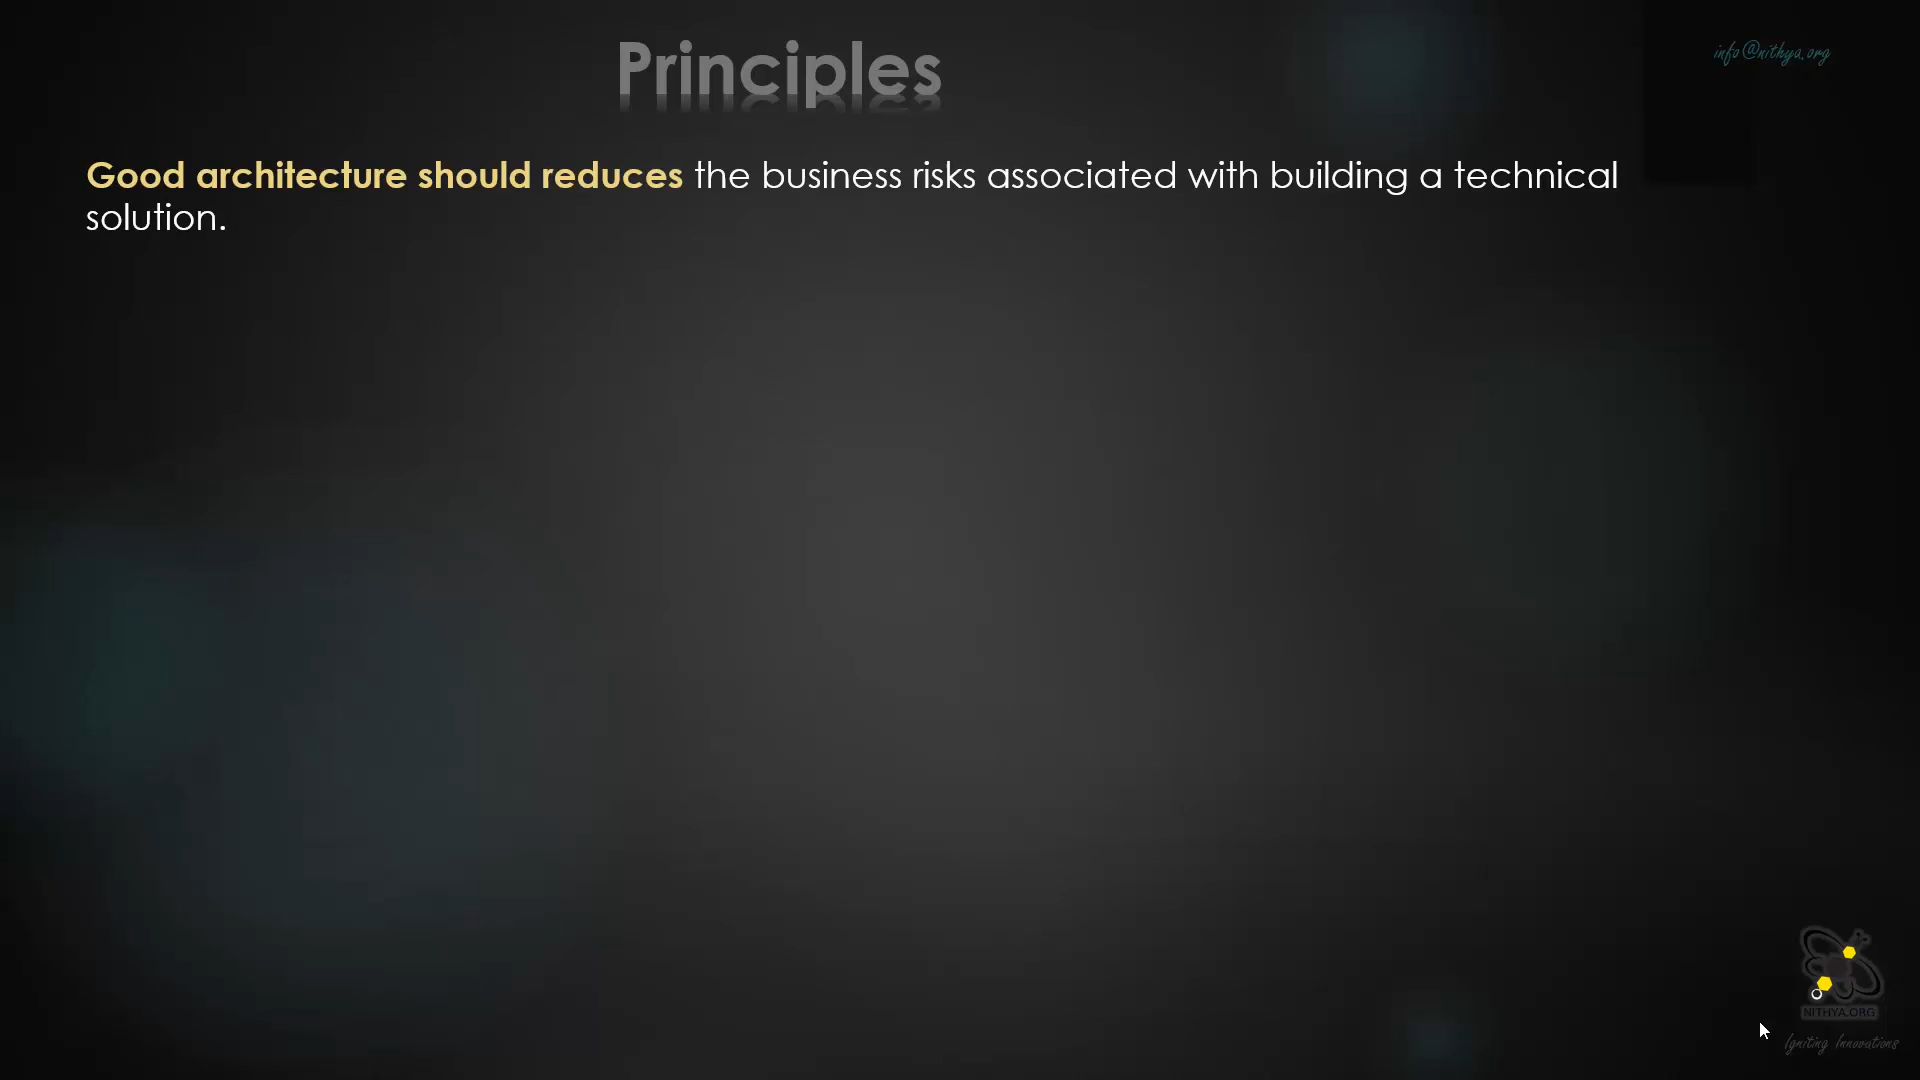 Principles
info@nithya.org
Good architecture should reduces the business risks associated with building a technical
solution.
NITHYA.ORG
Igniting Innovations